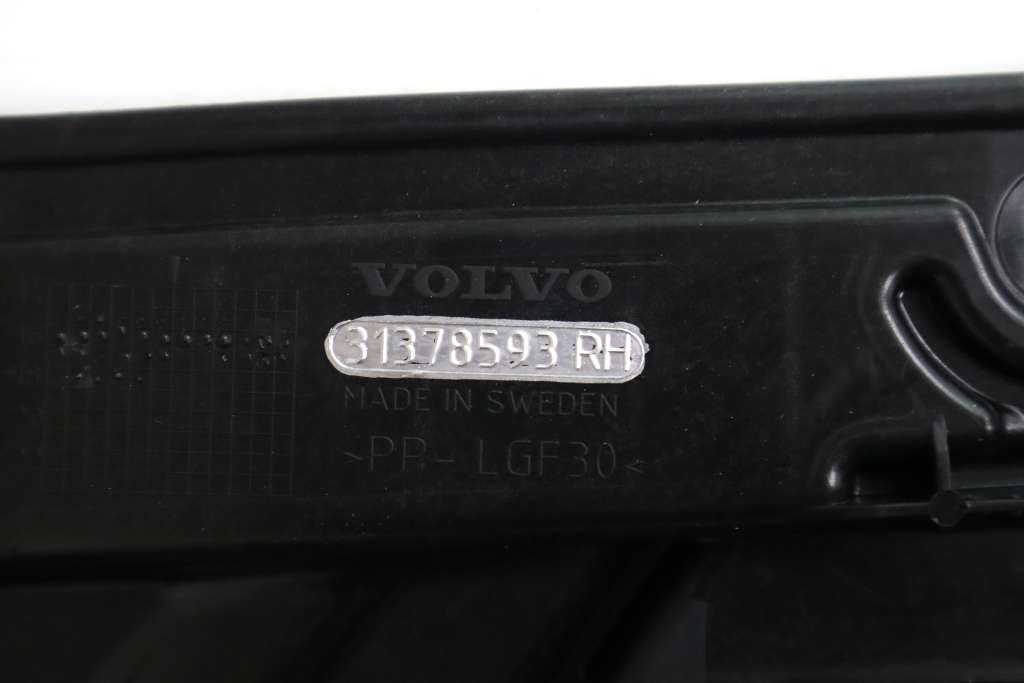 VOLVO
31378593 RH
MADE IN SWEDEN
>PP- LGF30<